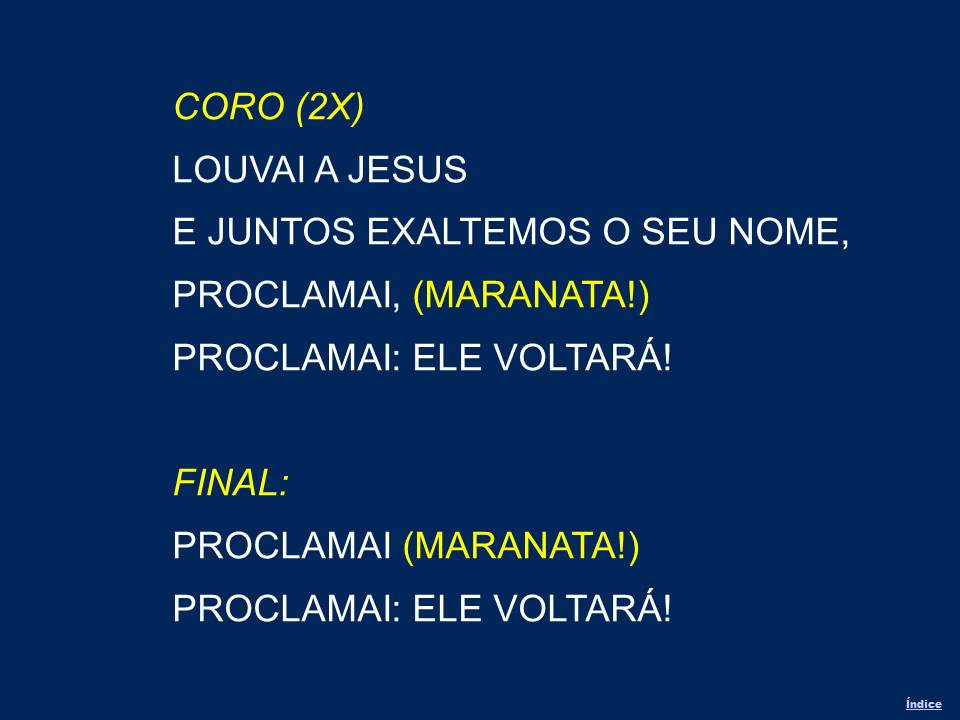 CORO (2X)
LOUVAI A JESUS
E JUNTOS EXALTEMOS O SEU NOME,
PROCLAMAI, (MARANATA!)
PROCLAMAI: ELE VOLTARÁ!
FINAL:
PROCLAMAI (MARANATA!)
PROCLAMAI: ELE VOLTARÁ!
Índice